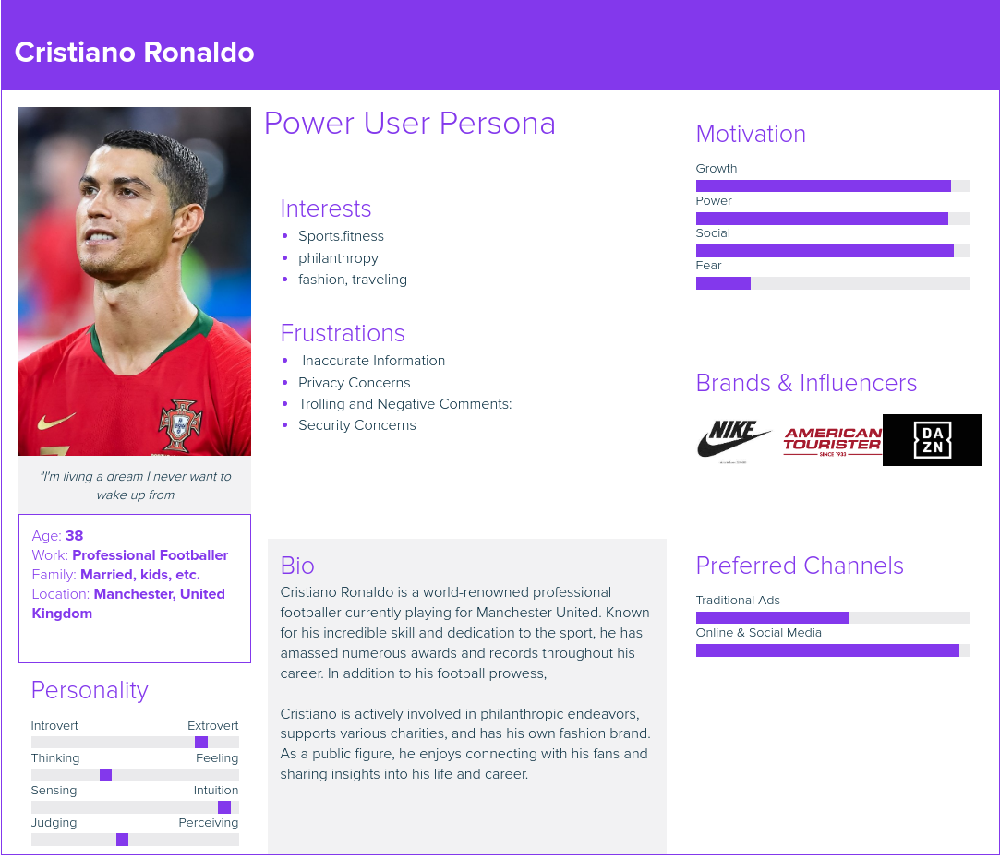 Cristiano Ronaldo
Power User Persona
"I'm living a dream I never want to
wake up from
Age: 38
Work: Professional Footballer
Family: Married, kids, etc.
Location: Manchester, United
Kingdom
Personality
Introvert Extrovert
Thinking Feeling
Sensing Intuition
Judging Perceiving
Interests
Sports.fitness
philanthropy
fashion, traveling
Frustrations
Inaccurate Information
Privacy Concerns
Trolling and Negative Comments:
Security Concerns
Bio
Cristiano Ronaldo is a world-renowned professional
footballer currently playing for Manchester United. Known
for his incredible skill and dedication to the sport, he has
amassed numerous awards and records throughout his
career. In addition to his football prowess,
Cristiano is actively involved in philanthropic endeavors,
supports various charities, and has his own fashion brand.
As a public figure, he enjoys connecting with his fans and
sharing insights into his life and career.
Motivation
Growth
Power
Social
Fear
Brands & Influencers
NIKE
AMERICAN
TOURISTER
SINCE 1933
DA
ZN
Preferred Channels
Traditional Ads
Online & Social Media